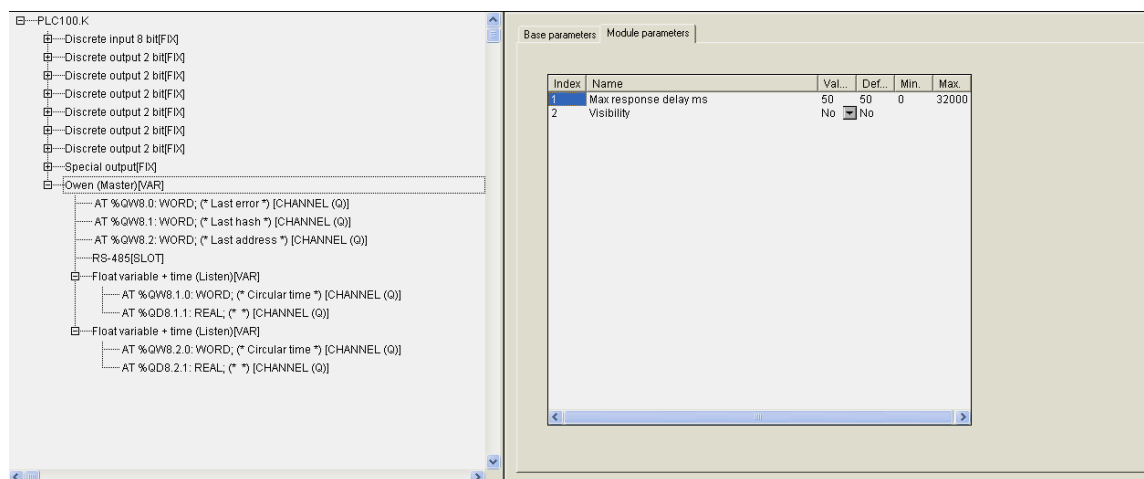 PLC100.K
Discrete input 8 bit[FIX]
Discrete output 2 bit[FIX]
Discrete output 2 bit[FIX]
Discrete output 2 bit[FIX]
Discrete output 2 bit[FIX]
Discrete output 2 bit[FIX]
Discrete output 2 bit[FIX]
Special output[FIX]
Owen (Master)[VAR]
AT %QW8.0: WORD; (* Last error *) [CHANNEL (Q)]
AT %QW8.1: WORD; (* Last hash *) [CHANNEL (Q)]
AT %QW8.2: WORD; (* Last address *) [CHANNEL (Q)]
RS-485[SLOT]
Float variable + time (Listen)[VAR]
AT %QW8.1.0: WORD; (* Circular time *) [CHANNEL (Q)]
AT %QD8.1.1: REAL; (* *) [CHANNEL (Q)]
Float variable + time (Listen)[VAR]
AT %QW8.2.0: WORD; (* Circular time *) [CHANNEL (Q)]
AT %QD8.2.1: REAL; (* *) [CHANNEL (Q)]
Base parameters Module parameters
Index Name Val... Def... Min. Max.
1 Max response delay ms 50 50 0 32000
2 Visibility No No